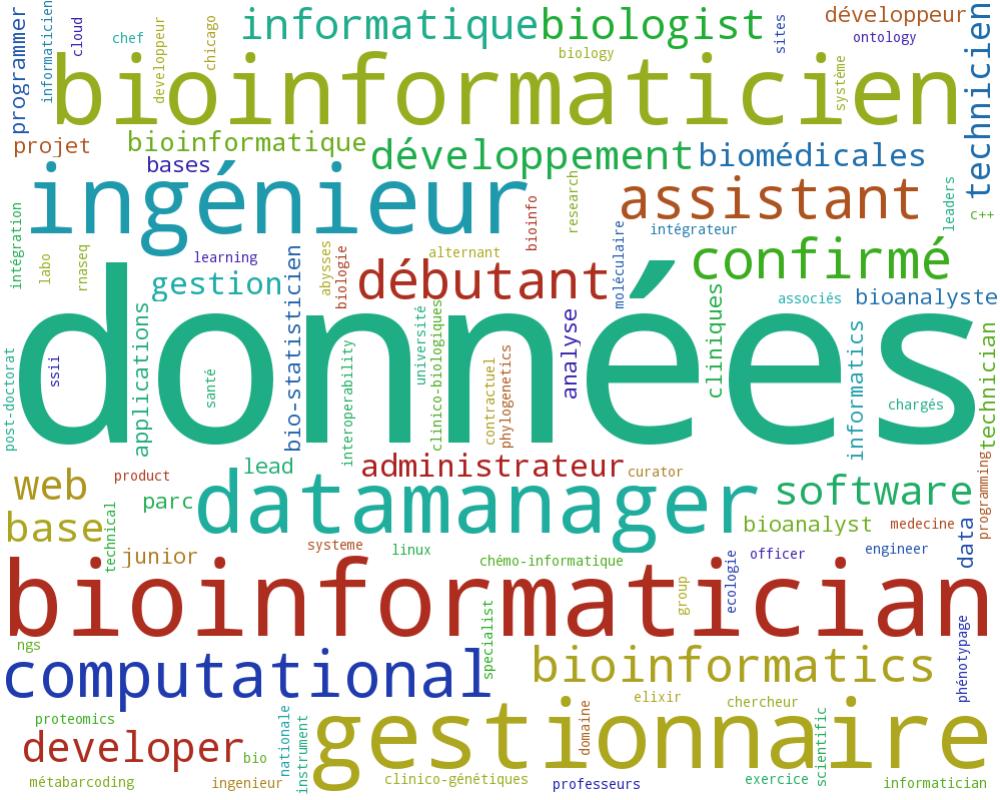 programmer
informaticien
cloud
chef
developpeur
chicago
informatique
biologist
sites
développeur
ontology
technicien
bioinformaticien
biology
système
projet
bioinformatique
bases
développement
biomédicales
ingénieur
bioinfo
research
assistant
intégrateur
leaders
c++
intégration
labo
rnaseq
learning
gestion
bio-statisticien
abysses
biologie
alternant
débutant
moléculaire
confirmé
associés
bioanalyste
données
post-doctorat
ssii
applications
santé
interoperability
université
clinico-biologiques
contractuel
phylogenetics
analyse
cliniques
informatics
chargés
technician
web
product
lead
administrateur
curator
programming
base
technical
parc
datamanager
software
bioanalyst
medecine
data
junior
systeme
linux
chémo-informatique
ecologie
officer
engineer
bioinformatician
group
ngs
specialist
phénotypage
computational
bioinformatics
elixir
chercheur
proteomics
nationale
instrument
gestionnaire
domaine
scientific
developer
bio
métabarcoding
ingenieur
clinico-génétiques
professeurs
exercice
informatician